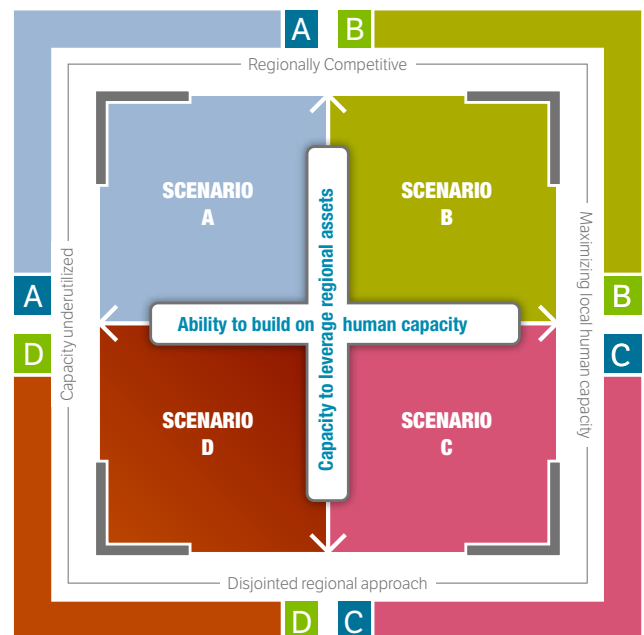 A B
Regionally Competitive
SCENARIO
A
SCENARIO
B
Capacity underutilized
Maximizing local human capacity
Capacity to leverage regional assets
A
B
Ability to build on human capacity
D
C
SCENARIO
D
SCENARIO
C
Disjointed regional approach
D C